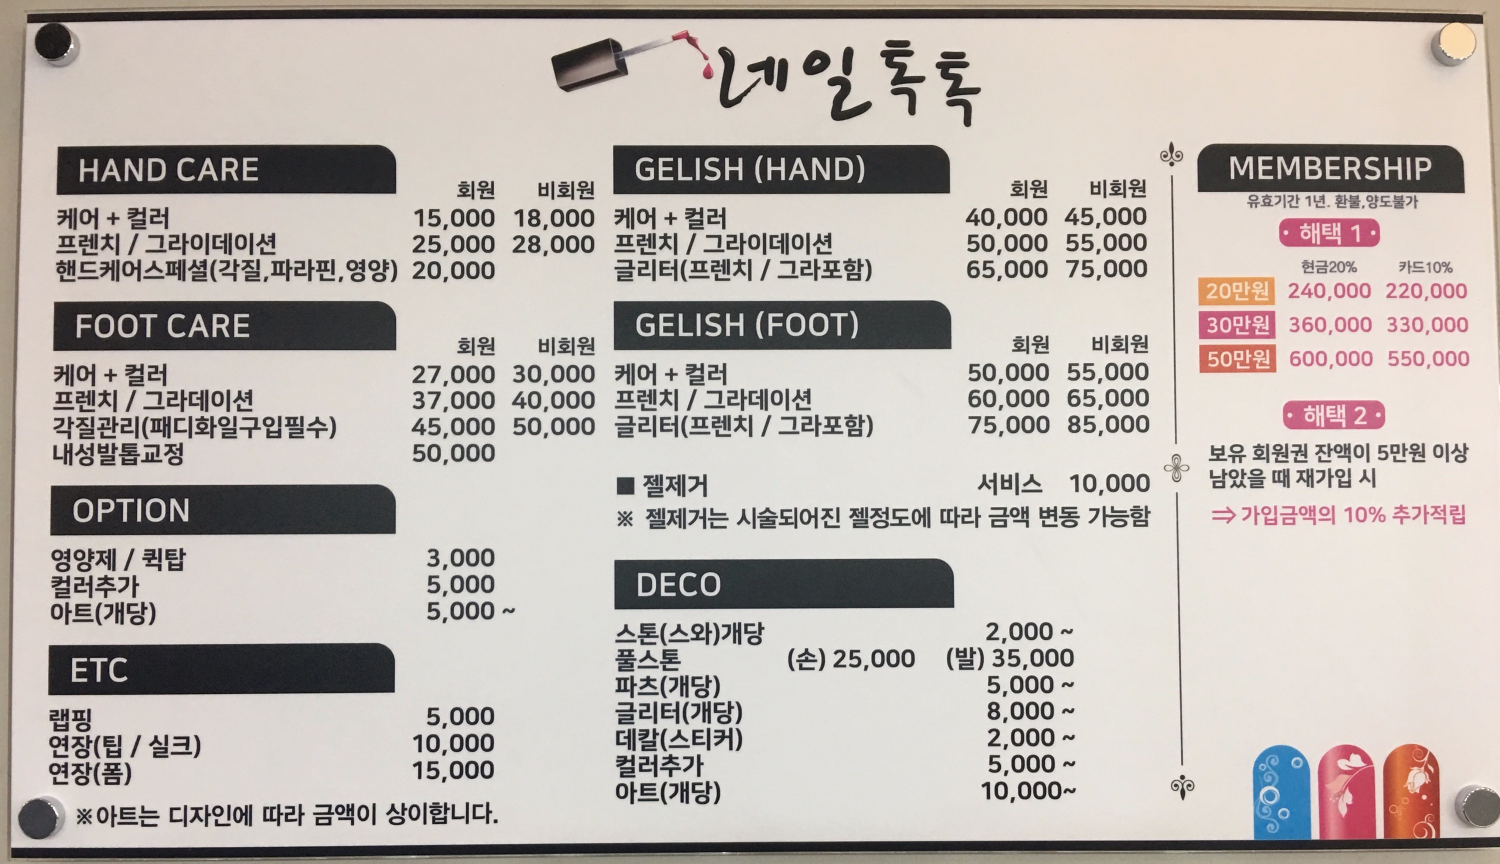 네일톡톡
HAND CARE
회원 비회원
케어 + 컬러 15,000 18,000
프렌치 / 그라이데이션 25,000 28,000
핸드케어스페셜(각질,파라핀,영양) 20,000
FOOT CARE
회원 비회원
케어 + 컬러 27,000 30,000
프렌치 / 그라데이션 37,000 40,000
각질관리(패디화일구입필수) 45,000 50,000
내성발톱교정 50,000
OPTION
영양제 / 퀵탑 3,000
컬러추가 5,000
아트(개당) 5,000 ~
ETC
랩핑 5,000
연장(팁 / 실크) 10,000
연장(폼) 15,000
※아트는 디자인에 따라 금액이 상이합니다.
GELISH (HAND)
회원 비회원
케어 + 컬러 40,000 45,000
프렌치 / 그라이데이션 50,000 55,000
글리터(프렌치 / 그라포함) 65,000 75,000
GELISH (FOOT)
회원 비회원
케어 + 컬러 50,000 55,000
프렌치 / 그라데이션 60,000 65,000
글리터(프렌치 / 그라포함) 75,000 85,000
■ 젤제거 서비스 10,000
※ 젤제거는 시술되어진 젤정도에 따라 금액 변동 가능함
DECO
스톤(스와)개당 2,000 ~
풀스톤 (손) 25,000 (발) 35,000
파츠(개당) 5,000 ~
글리터(개당) 8,000 ~
데칼(스티커) 2,000 ~
컬러추가 5,000 ~
아트(개당) 10,000~
MEMBERSHIP
유효기간 1년. 환불,양도불가
· 해택 1 ·
현금20% 카드10%
20만원 240,000 220,000
30만원 360,000 330,000
50만원 600,000 550,000
· 해택 2 ·
보유 회원권 잔액이 5만원 이상
남았을 때 재가입 시
⇒ 가입금액의 10% 추가적립